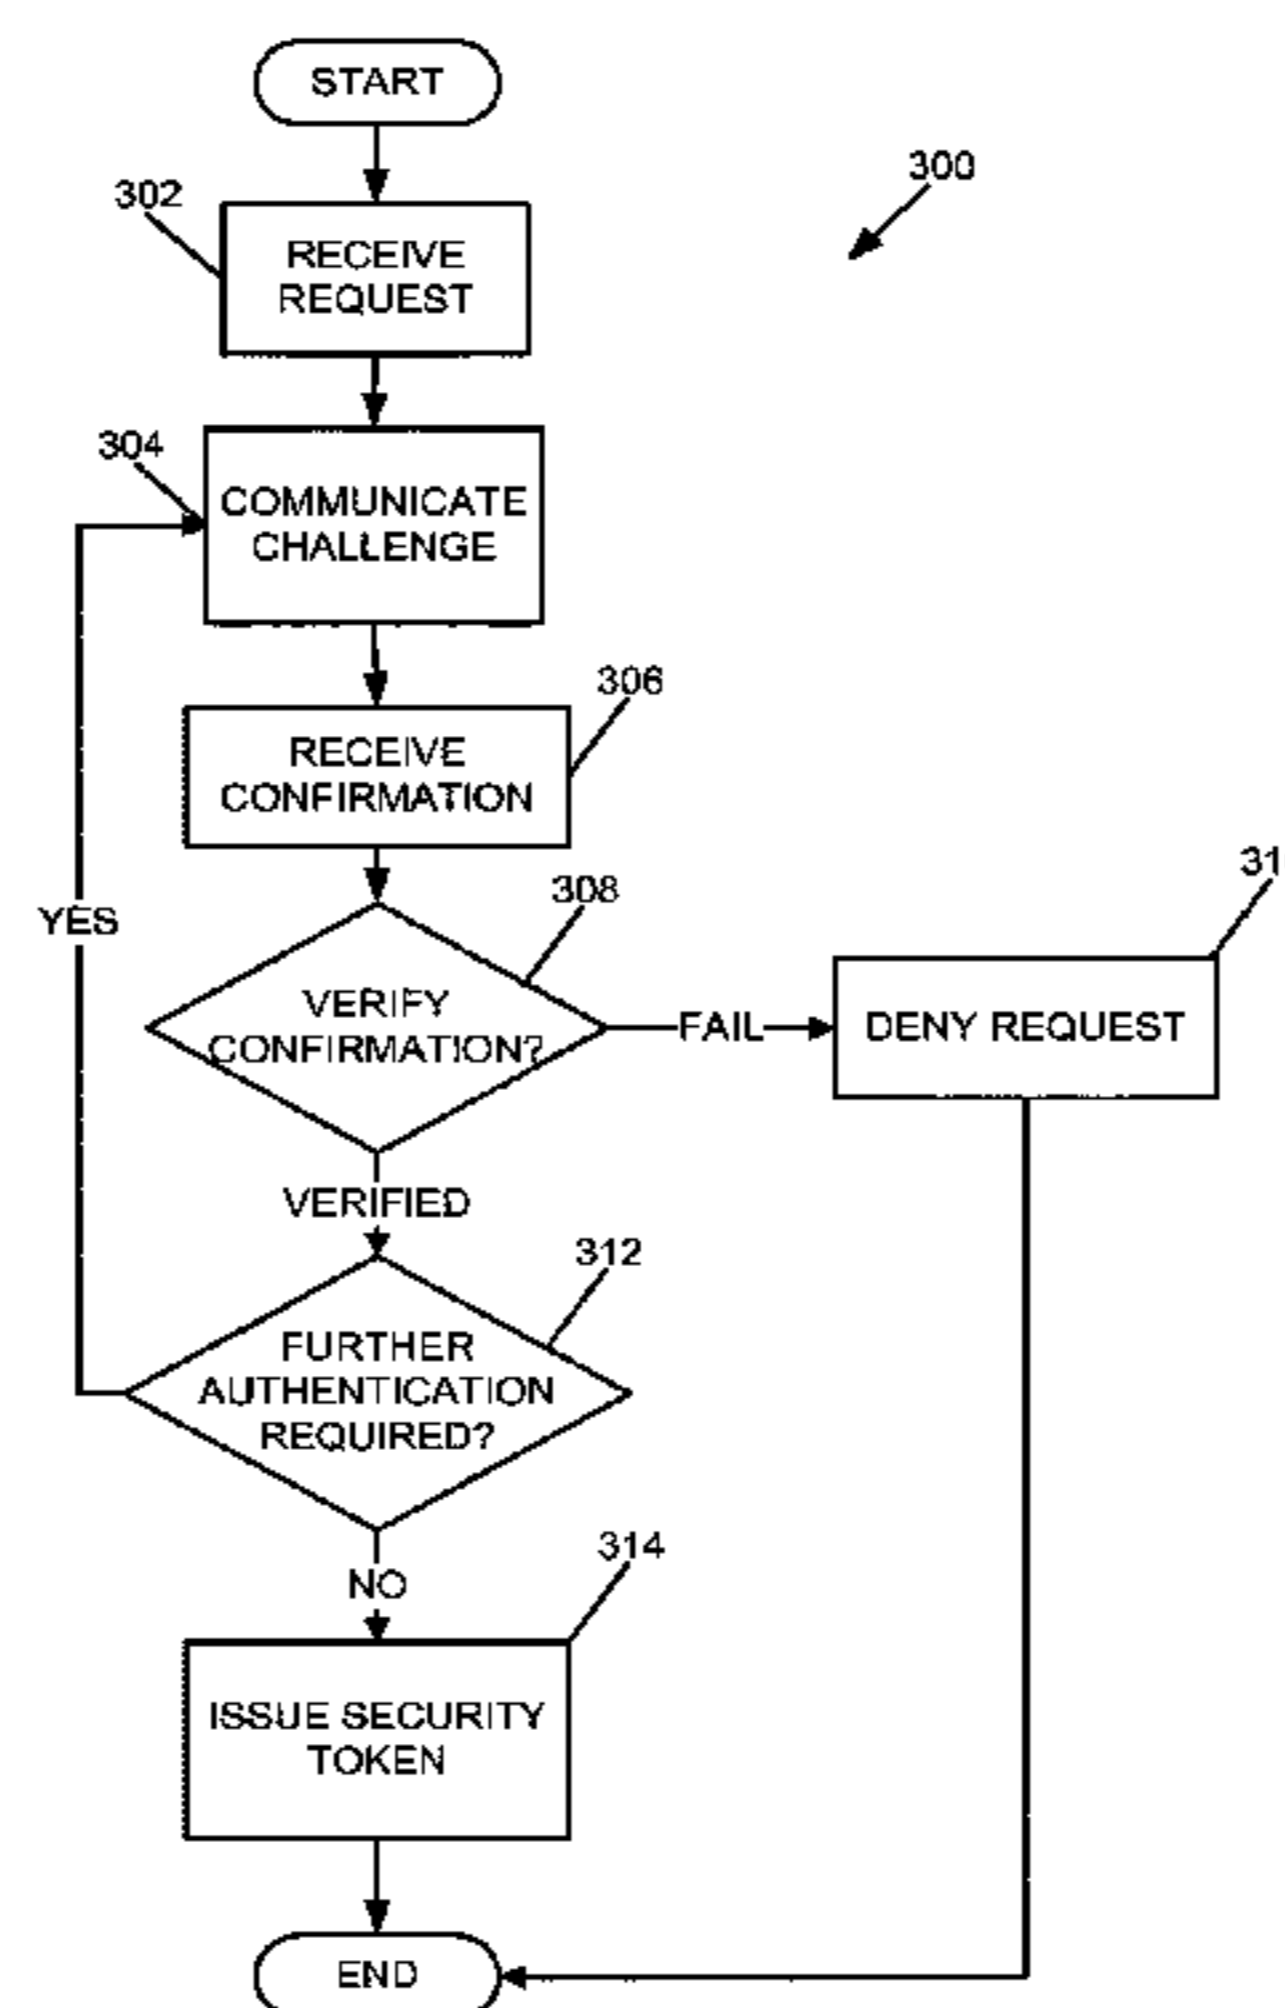 START
300
302
RECEIVE
REQUEST
304
COMMUNICATE
CHALLENGE
306
RECEIVE
CONFIRMATION
308
31
YES
VERIFY
CONFIRMATION?
FAIL
DENY REQUEST
VERIFIED
312
FURTHER
AUTHENTICATION
REQUIRED?
314
NO
ISSUE SECURITY
TOKEN
END